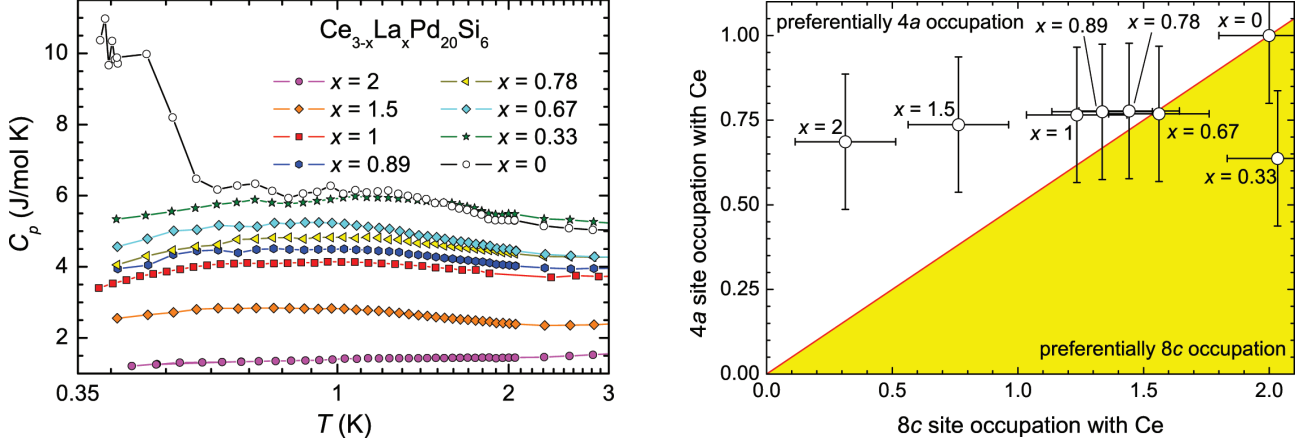 Ce3-xLaxPd20Si6
x = 2
x = 1.5
x = 1
x = 0.89
x = 0.78
x = 0.67
x = 0.33
x = 0
10
8
6
4
2
Cp (J/mol K)
0.35
1
2
3
T (K)
preferentially 4a occupation
x = 0.89
x = 0.78
x = 0
x = 2
x = 1.5
x = 1
x = 0.67
x = 0.33
preferentially 8c occupation
1.00
0.75
0.50
0.25
0.00
4a site occupation with Ce
0.0
0.5
1.0
1.5
2.0
8c site occupation with Ce